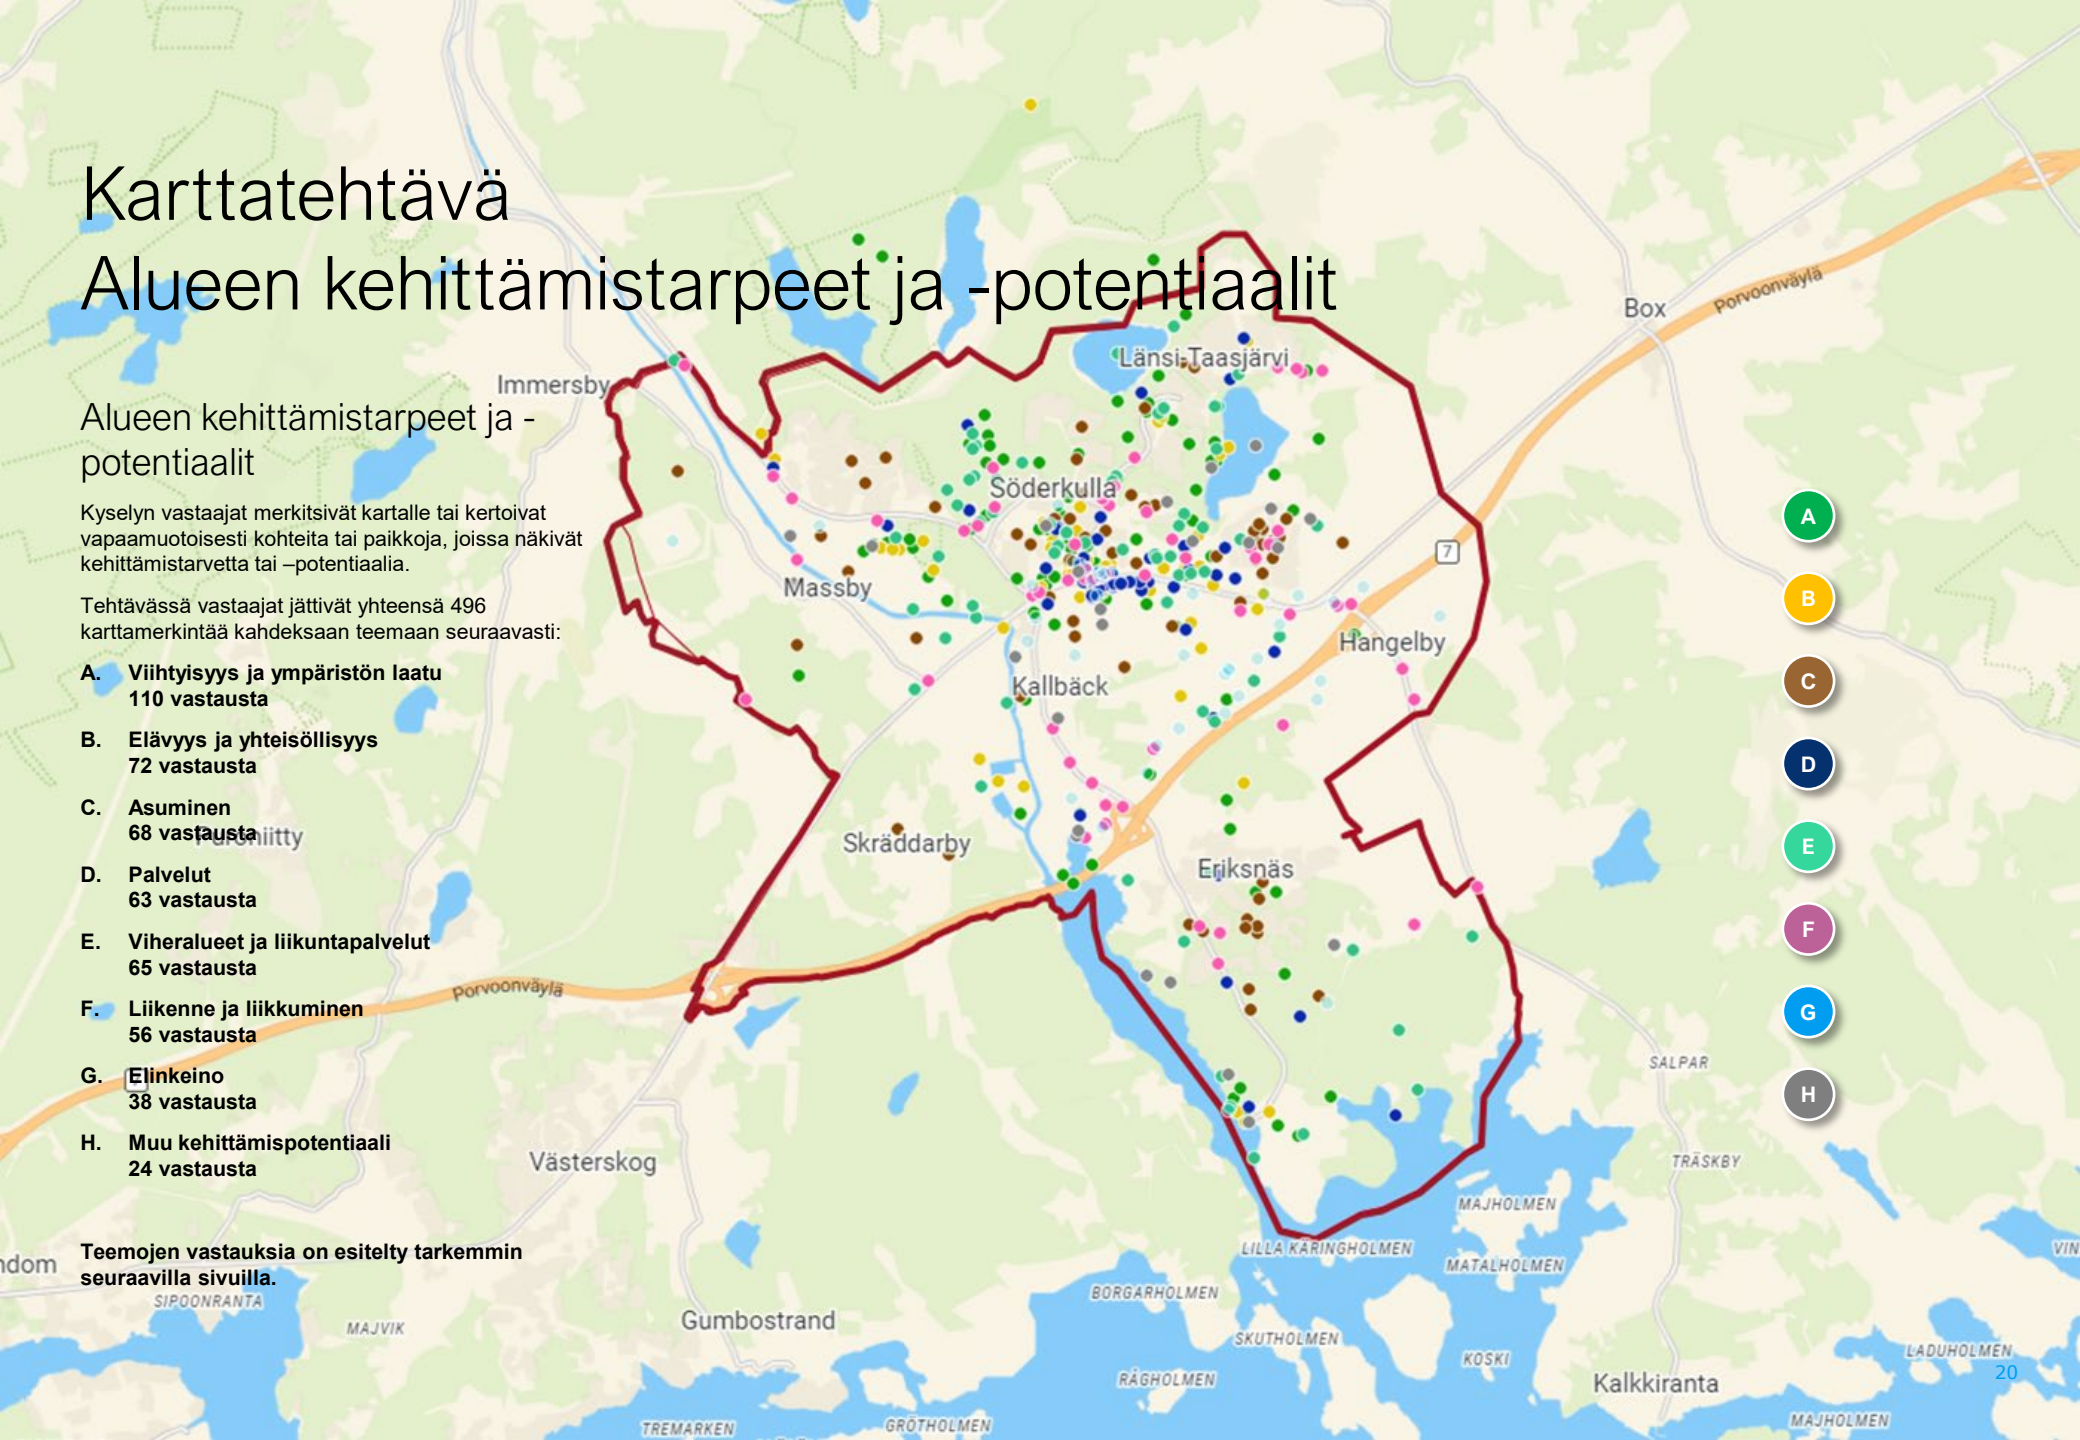 Karttatehtävä
Alueen kehittämistarpeet ja -potentiaalit
Alueen kehittämistarpeet ja -
potentiaalit
Kyselyn vastaajat merkitsivät kartalle tai kertoivat
vapaamuotoisesti kohteita tai paikkoja, joissa näkivät
kehittämistarvetta tai –potentiaalia.
Tehtävässä vastaajat jättivät yhteensä 496
karttamerkintää kahdeksaan teemaan seuraavasti:
A. Viihtyisyys ja ympäristön laatu
110 vastausta
B. Elävyys ja yhteisöllisyys
72 vastausta
C. Asuminen
68 vastausta
D. Palvelut
63 vastausta
E. Viheralueet ja liikuntapalvelut
65 vastausta
F. Liikenne ja liikkuminen
56 vastausta
G. Elinkeino
38 vastausta
H. Muu kehittämispotentiaali
24 vastausta
Teemojen vastauksia on esitelty tarkemmin
seuraavilla sivuilla.
Immersby
Länsi-Taasjärvi
Box
Porvoonväylä
Söderkulla
7
Massby
Hangelby
Kallbäck
Skräddarby
Eriksnäs
Porvoonväylä
Västerskog
Gumbostrand
SIPOONRANTA
MAJVIK
TREMARKEN
GRÖTHOLMEN
BORGARHOLMEN
RÅGHOLMEN
SKUTHOLMEN
LILLA KARINGHOLMEN
MATALHOLMEN
MAJHOLMEN
TRÄSKBY
SALPAR
KOSKI
Kalkkiranta
LADUHOLMEN
MAJHOLMEN
VIN
ndom
A
B
C
D
E
F
G
H
20